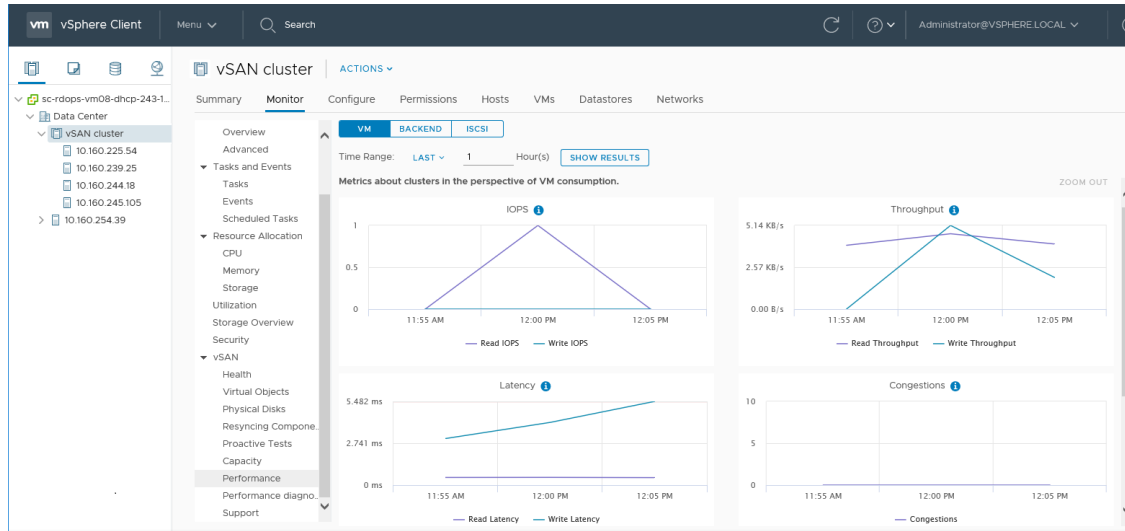 vm vSphere Client Menu Search Administrator@VSPHERE.LOCAL
sc-rdops-vm08-dhcp-243-1...
Data Center
vSAN cluster
10.160.225.54
10.160.239.25
10.160.244.18
10.160.245.105
10.160.254.39
vSAN cluster ACTIONS
Summary Monitor Configure Permissions Hosts VMs Datastores Networks
Overview
Advanced
Tasks and Events
Tasks
Events
Scheduled Tasks
Resource Allocation
CPU
Memory
Storage
Utilization
Storage Overview
Security
vSAN
Health
Virtual Objects
Physical Disks
Resyncing Compone...
Proactive Tests
Capacity
Performance
Performance diagno...
Support
VM BACKEND ISCSI
Time Range: LAST 1 Hour(s) SHOW RESULTS
Metrics about clusters in the perspective of VM consumption. ZOOM OUT
IOPS
1
0.5
0
11:55 AM 12:00 PM 12:05 PM
Read IOPS Write IOPS
Throughput
5.14 KB/s
2.57 KB/s
0.00 B/s
11:55 AM 12:00 PM 12:05 PM
Read Throughput Write Throughput
Latency
5.482 ms
2.741 ms
0 ms
11:55 AM 12:00 PM 12:05 PM
Read Latency Write Latency
Congestions
10
5
0
11:55 AM 12:00 PM 12:05 PM
Congestions